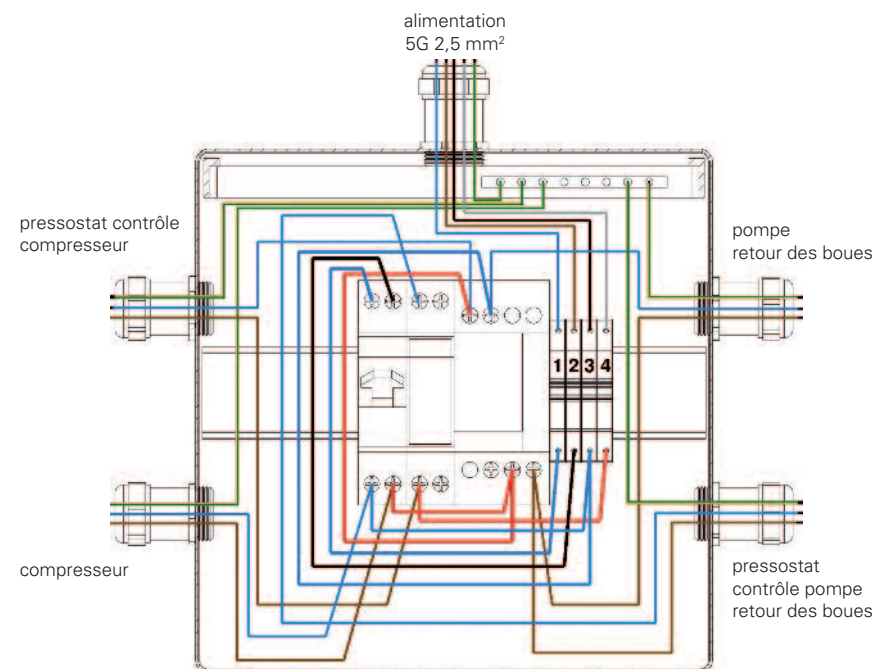 alimentation
5G 2,5 mm²
pressostat contrôle
compresseur
pompe
retour des boues
1 2 3 4
compresseur
pressostat
contrôle pompe
retour des boues